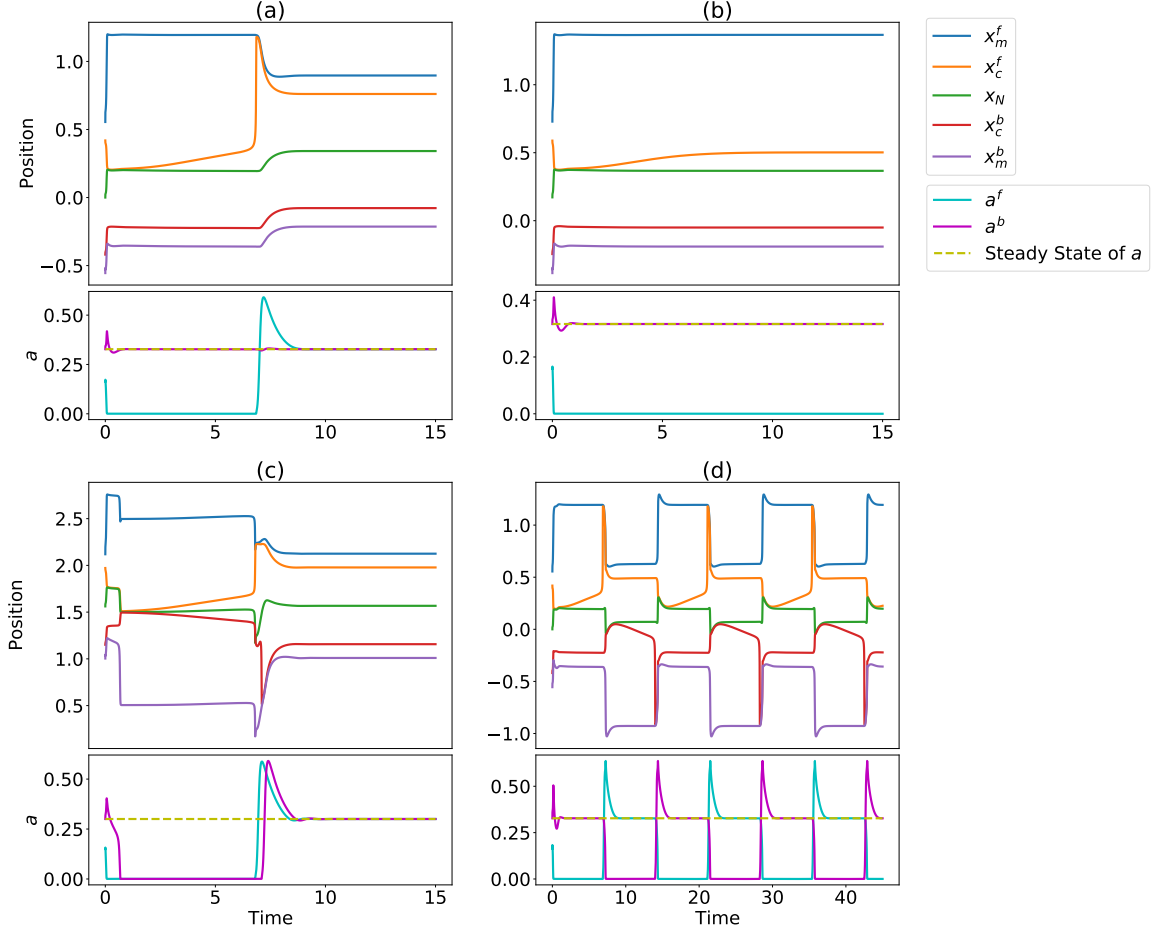 (a)
(b)
1.0
0.5
0.0
−0.5
Position
1.0
0.5
0.0
x_m^f
x_c^f
x_N
x_c^b
x_m^b
a^f
a^b
Steady State of a
0.50
0.25
0.00
a
0 5 10 15
0.4
0.2
0.0
0 5 10 15
(c)
(d)
2.5
2.0
1.5
1.0
0.5
Position
1.0
0.5
0.0
−0.5
−1.0
0.50
0.25
0.00
a
0 5 10 15
Time
0.50
0.25
0.00
0 10 20 30 40
Time